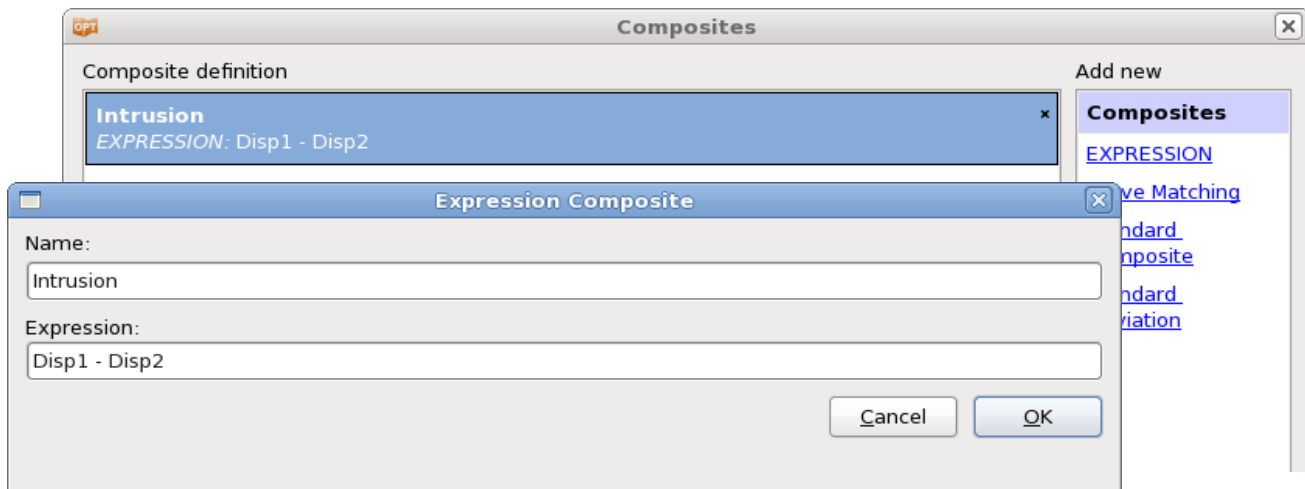 OPT
Composites
Composite definition
Add new
Intrusion
EXPRESSION: Disp1 - Disp2
Composites
EXPRESSION
Matching
Expression Composite
Name:
Intrusion
Expression:
Disp1 - Disp2
Cancel
OK